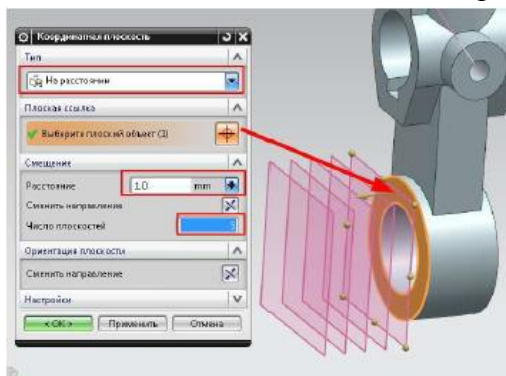 Координатная плоскость
Тип
На расстоянии
Плоская ссылка
Выберите плоский объект (1)
Смещение
Расстояние 10 mm
Сменить направление
Число плоскостей 5
Ориентация плоскости
Сменить направление
Настройки
< OK > Применить Отмена